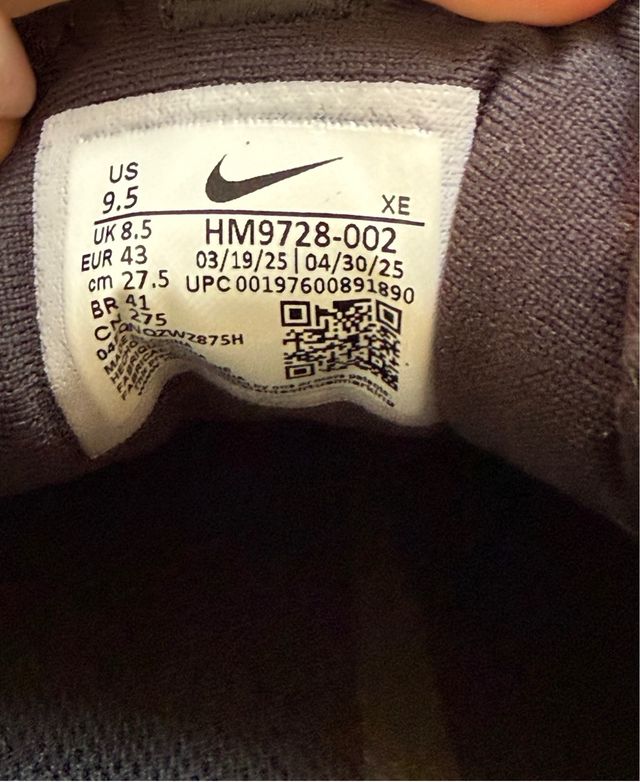 US
9.5
XE
UK 8.5
HM9728-002
EUR 43
03/19/25 | 04/30/25
cm 27.5
UPC 00197600891890
BR 41
275
04